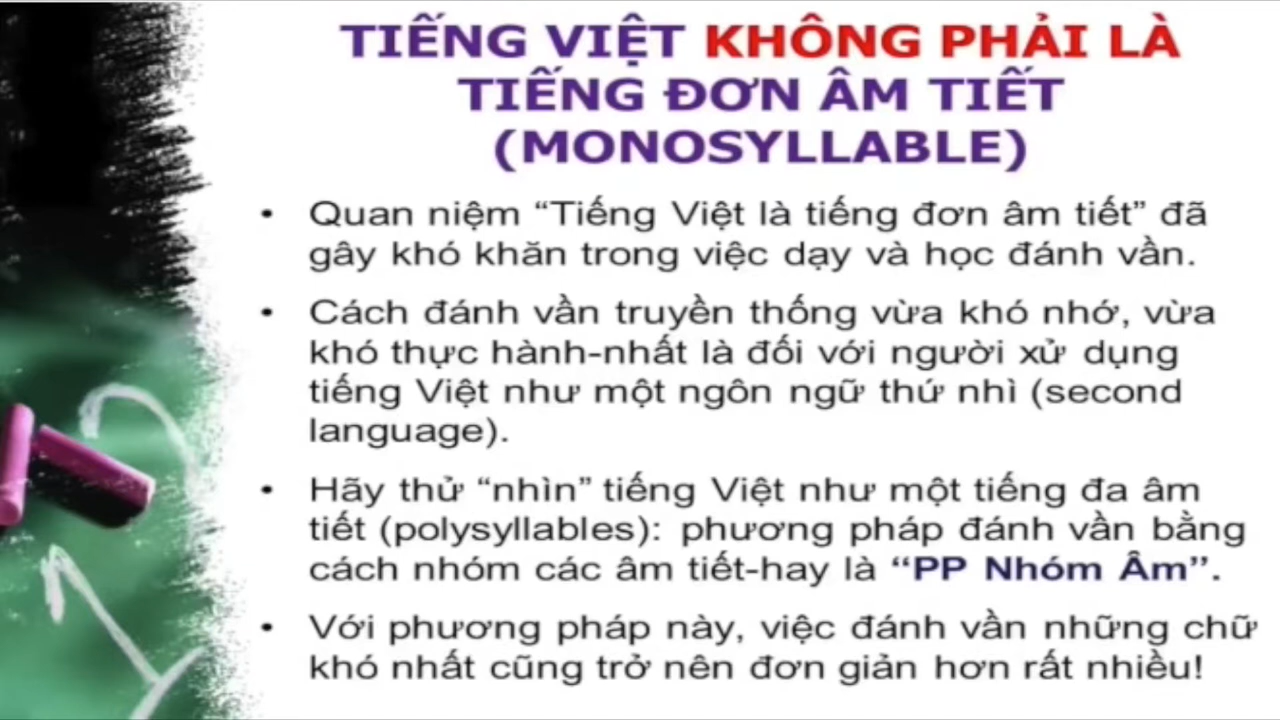 TIẾNG VIỆT KHÔNG PHẢI LÀ
TIẾNG ĐƠN ÂM TIẾT
(MONOSYLLABLE)
• Quan niệm “Tiếng Việt là tiếng đơn âm tiết” đã
gây khó khăn trong việc dạy và học đánh vần.
• Cách đánh vần truyền thống vừa khó nhớ, vừa
khó thực hành-nhất là đối với người xử dụng
tiếng Việt như một ngôn ngữ thứ nhì (second
language).
• Hãy thử “nhìn” tiếng Việt như một tiếng đa âm
tiết (polysyllables): phương pháp đánh vần bằng
cách nhóm các âm tiết-hay là “PP Nhóm Âm”.
• Với phương pháp này, việc đánh vần những chữ
khó nhất cũng trở nên đơn giản hơn rất nhiều!